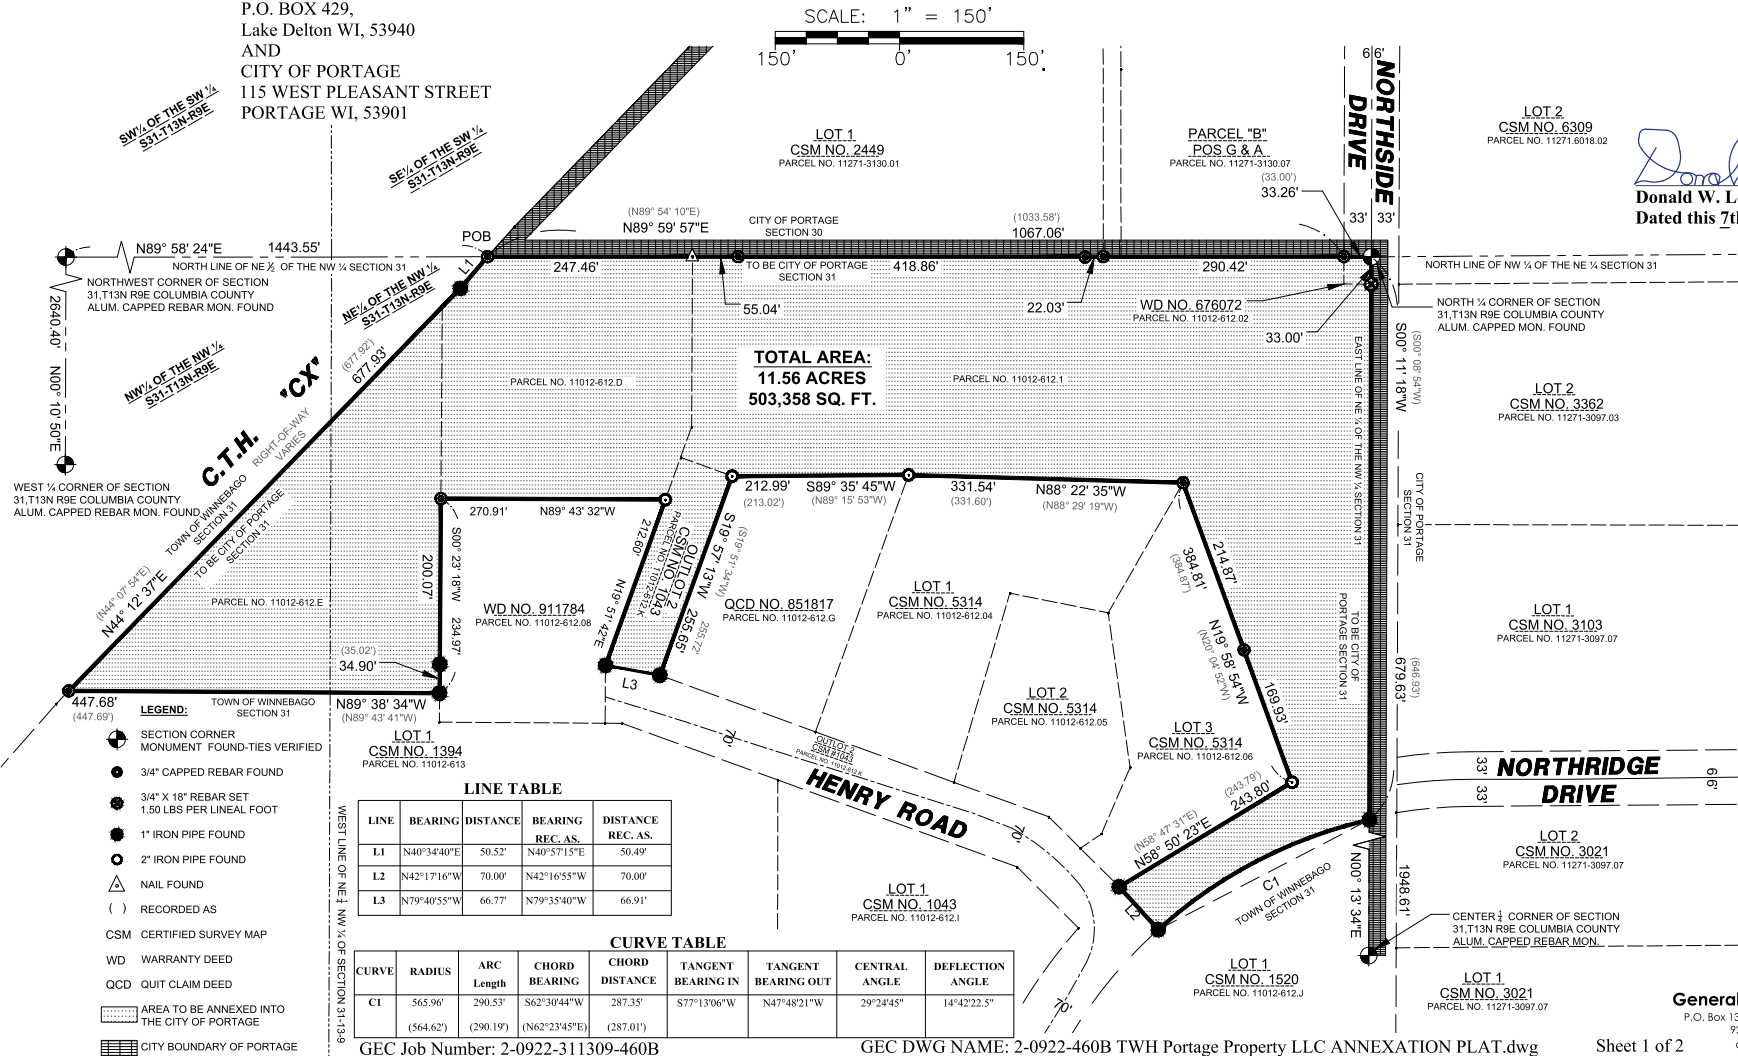 P.O. BOX 429,
Lake Delton WI, 53940
AND
CITY OF PORTAGE
115 WEST PLEASANT STREET
PORTAGE WI, 53901
SCALE: 1" = 150'
150' 0' 150'
SW¼ OF THE SW ¼
S31-T13N-R9E
SE¼ OF THE SW ¼
S31-T13N-R9E
LOT 1
CSM NO. 2449
PARCEL NO. 11271-3130.01
PARCEL "B"
POS G & A
PARCEL NO. 11271-3130.07
(33.00')
33.26'
6 6'
NORTHSIDE
DRIVE
33' 33'
LOT 2
CSM NO. 6309
PARCEL NO. 11271.6018.02
Donald W. L
Dated this 7t
(N89° 54' 10"E)
N89° 59' 57"E
CITY OF PORTAGE
SECTION 30
(1033.58')
1067.06'
POB
N89° 58' 24"E 1443.55'
NORTH LINE OF NE ½ OF THE NW ¼ SECTION 31
L1
247.46'
TO BE CITY OF PORTAGE
SECTION 31
418.86'
290.42'
NORTH LINE OF NW ¼ OF THE NE ¼ SECTION 31
NORTHWEST CORNER OF SECTION
31,T13N R9E COLUMBIA COUNTY
ALUM. CAPPED REBAR MON. FOUND
NE¼ OF THE NW ¼
S31-T13N-R9E
55.04'
22.03'
WD NO. 676072
PARCEL NO. 11012-612.02
33.00'
NORTH ¼ CORNER OF SECTION
31,T13N R9E COLUMBIA COUNTY
ALUM. CAPPED MON. FOUND
2640.40' N00° 10' 50"E
NW¼ OF THE NW ¼
S31-T13N-R9E
(677.92')
677.93'
"CX"
C.T.H.
RIGHT-OF-WAY
VARIES
TOTAL AREA:
11.56 ACRES
503,358 SQ. FT.
PARCEL NO. 11012-612.D
PARCEL NO. 11012-612.1
EAST LINE OF NE ¼ OF THE NW ¼ SECTION 31
S00° 11' 18"W
(S00° 08' 54"W)
LOT 2
CSM NO. 3362
PARCEL NO. 11271-3097.03
WEST ¼ CORNER OF SECTION
31,T13N R9E COLUMBIA COUNTY
ALUM. CAPPED REBAR MON. FOUND
TOWN OF WINNEBAGO
SECTION 31
TO BE CITY OF PORTAGE
SECTION 31
(N44° 07' 54"E)
N44° 12' 37"E
PARCEL NO. 11012-612.E
270.91' N89° 43' 32"W
S00° 23' 18"W 234.97'
200.07'
(35.02')
34.90'
WD NO. 911784
PARCEL NO. 11012-612.08
212.60'
N19° 51' 42"E
OUTLOT 2
CSM NO. 1043
PARCEL NO. 11012-612.K
S19° 57' 13"W 255.65'
(S19° 51' 34"W) 255.72'
L3
212.99' S89° 35' 45"W
(213.02') (N89° 15' 53"W)
331.54' N88° 22' 35"W
(331.60') (N88° 29' 19"W)
QCD NO. 851817
PARCEL NO. 11012-612.G
LOT 1
CSM NO. 5314
PARCEL NO. 11012-612.04
LOT 2
CSM NO. 5314
PARCEL NO. 11012-612.05
LOT 3
CSM NO. 5314
PARCEL NO. 11012-612.06
214.87'
384.81'
(384.87')
N19° 58' 54"W
(N20° 04' 52"W)
169.93'
TO BE CITY OF
PORTAGE SECTION 31
CITY OF PORTAGE
SECTION 31
(646.93')
679.63'
LOT 1
CSM NO. 3103
PARCEL NO. 11271-3097.07
447.68'
(447.69')
TOWN OF WINNEBAGO
SECTION 31
N89° 38' 34"W
(N89° 43' 41"W)
LOT 1
CSM NO. 1394
PARCEL NO. 11012-613
LEGEND:
SECTION CORNER
MONUMENT FOUND-TIES VERIFIED
3/4" CAPPED REBAR FOUND
3/4" X 18" REBAR SET
1.50 LBS PER LINEAL FOOT
1" IRON PIPE FOUND
2" IRON PIPE FOUND
NAIL FOUND
( ) RECORDED AS
CSM CERTIFIED SURVEY MAP
WD WARRANTY DEED
QCD QUIT CLAIM DEED
AREA TO BE ANNEXED INTO
THE CITY OF PORTAGE
CITY BOUNDARY OF PORTAGE
WEST LINE OF NE ¼ NW ¼ OF SECTION 31-13-9
70'
OUTLOT 2
CSM #1043
PARCEL NO. 11012-612.K
HENRY ROAD
70'
(243.79')
243.80'
(N58° 47' 31"E)
N58° 50' 23"E
L2
C1
TOWN OF WINNEBAGO
SECTION 31
33'
33'
NORTHRIDGE
DRIVE
66'
LOT 2
CSM NO. 3021
PARCEL NO. 11271-3097.07
N00° 13' 34"E
1948.61'
CENTER ¼ CORNER OF SECTION
31,T13N R9E COLUMBIA COUNTY
ALUM. CAPPED REBAR MON.
LINE TABLE
LINE BEARING DISTANCE BEARING REC. AS. DISTANCE REC. AS.
L1 N40°34'40"E 50.52' N40°57'15"E 50.49'
L2 N42°17'16"W 70.00' N42°16'55"W 70.00'
L3 N79°40'55"W 66.77' N79°35'40"W 66.91'
LOT 1
CSM NO. 1043
PARCEL NO. 11012-612.I
CURVE TABLE
CURVE RADIUS ARC Length CHORD BEARING CHORD DISTANCE TANGENT BEARING IN TANGENT BEARING OUT CENTRAL ANGLE DEFLECTION ANGLE
C1 565.96' 290.53' S62°30'44"W 287.35' S77°13'06"W N47°48'21"W 29°24'45" 14°42'22.5"
(564.62') (290.19') (N62°23'45"E) (287.01')
70'
LOT 1
CSM NO. 1520
PARCEL NO. 11012-612.J
LOT 1
CSM NO. 3021
PARCEL NO. 11271-3097.07
General
P.O. Box 13
92
GEC Job Number: 2-0922-311309-460B
GEC DWG NAME: 2-0922-460B TWH Portage Property LLC ANNEXATION PLAT.dwg
Sheet 1 of 2